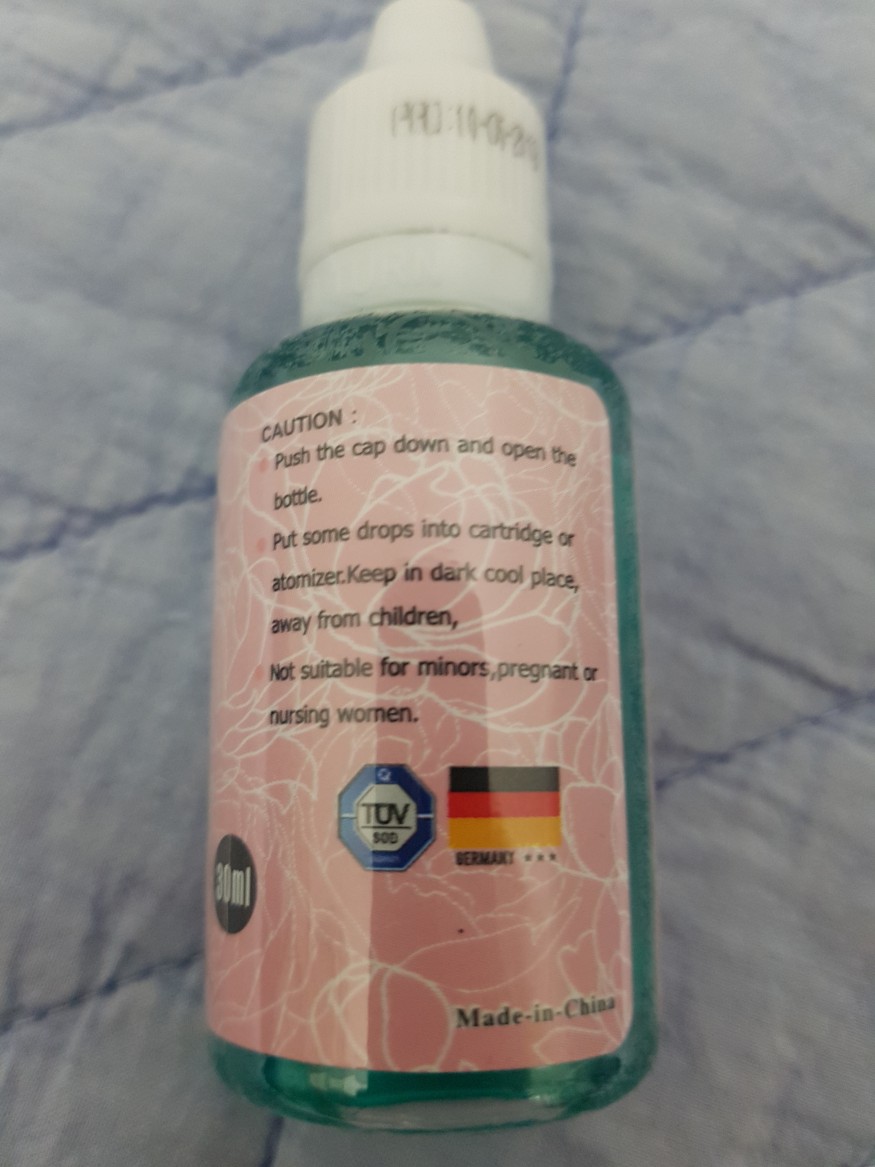 CAUTION :
Push the cap down and open the
bottle.
Put some drops into cartridge or
atomizer.Keep in dark cool place,
away from children,
Not suitable for minors,pregnant or
nursing women.
Q
TÜV
SÜD
GERMANY ***
30ml
Made-in-China